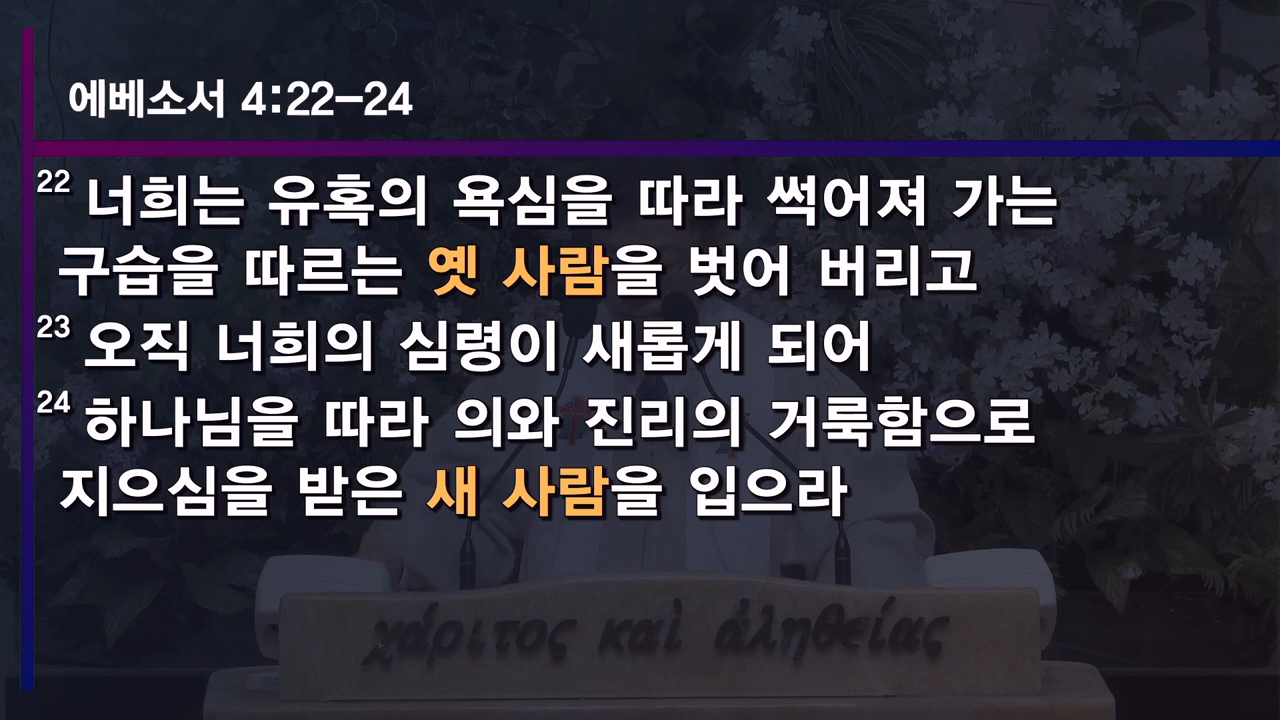 에베소서 4:22-24
22 너희는 유혹의 욕심을 따라 썩어져 가는
구습을 따르는 옛 사람을 벗어 버리고
23 오직 너희의 심령이 새롭게 되어
24 하나님을 따라 의와 진리의 거룩함으로
지으심을 받은 새 사람을 입으라
χάριτος καὶ ἀληθείας